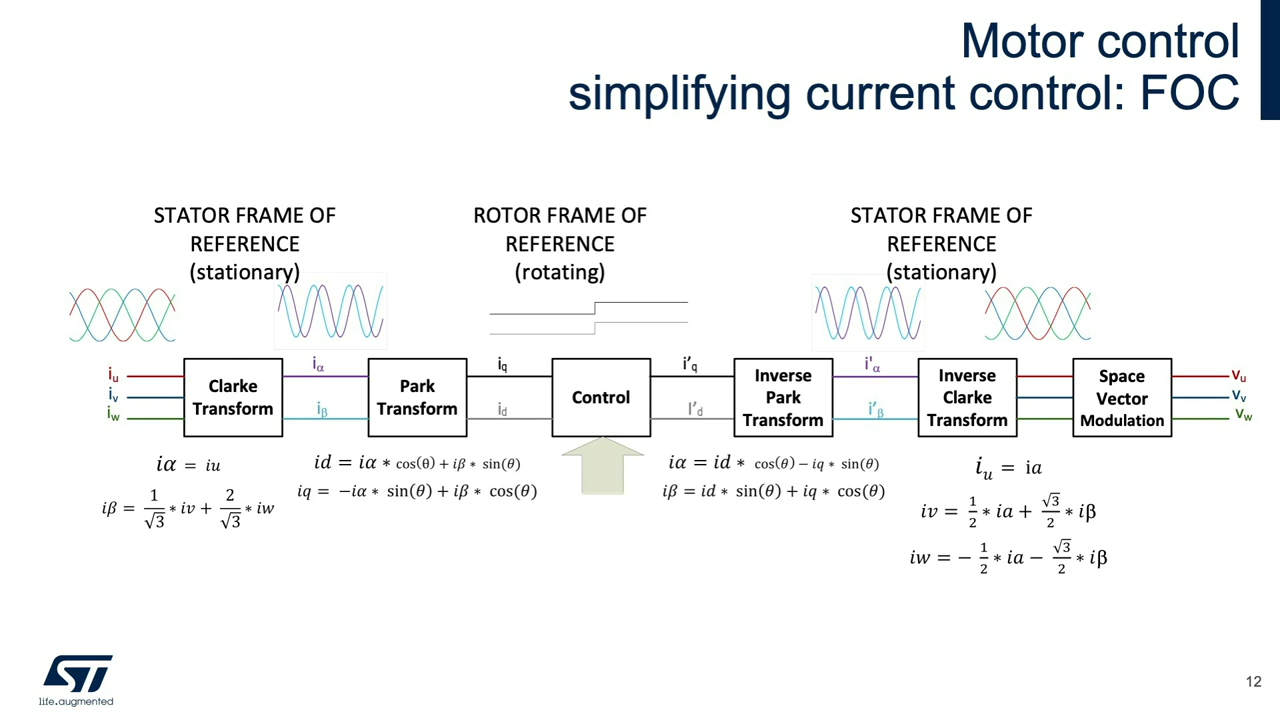 Motor control
simplifying current control: FOC
STATOR FRAME OF
REFERENCE
(stationary)
ROTOR FRAME OF
REFERENCE
(rotating)
STATOR FRAME OF
REFERENCE
(stationary)
iu
iv
iw
Clarke
Transform
iα
iβ
Park
Transform
iq
id
Control
i’q
I’d
Inverse
Park
Transform
i'α
i’β
Inverse
Clarke
Transform
Space
Vector
Modulation
Vu
Vv
Vw
iα = iu
iβ = 1/√3 * iv + 2/√3 * iw
id = iα * cos(θ) + iβ * sin(θ)
iq = −iα * sin(θ) + iβ * cos(θ)
iα = id * cos(θ) − iq * sin(θ)
iβ = id * sin(θ) + iq * cos(θ)
iu = ia
iv = 1/2 * ia + √3/2 * iβ
iw = − 1/2 * ia − √3/2 * iβ
ST
life.augmented
12